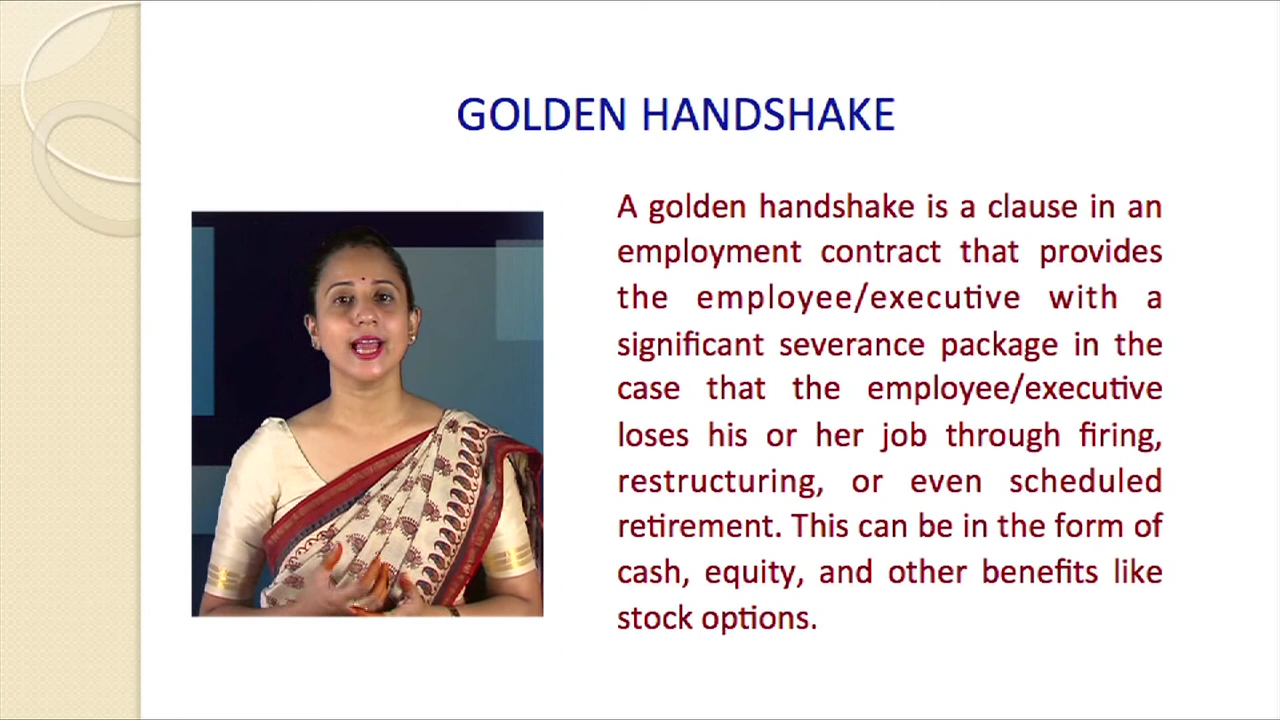 GOLDEN HANDSHAKE
A golden handshake is a clause in an
employment contract that provides
the employee/executive with a
significant severance package in the
case that the employee/executive
loses his or her job through firing,
restructuring, or even scheduled
retirement. This can be in the form of
cash, equity, and other benefits like
stock options.